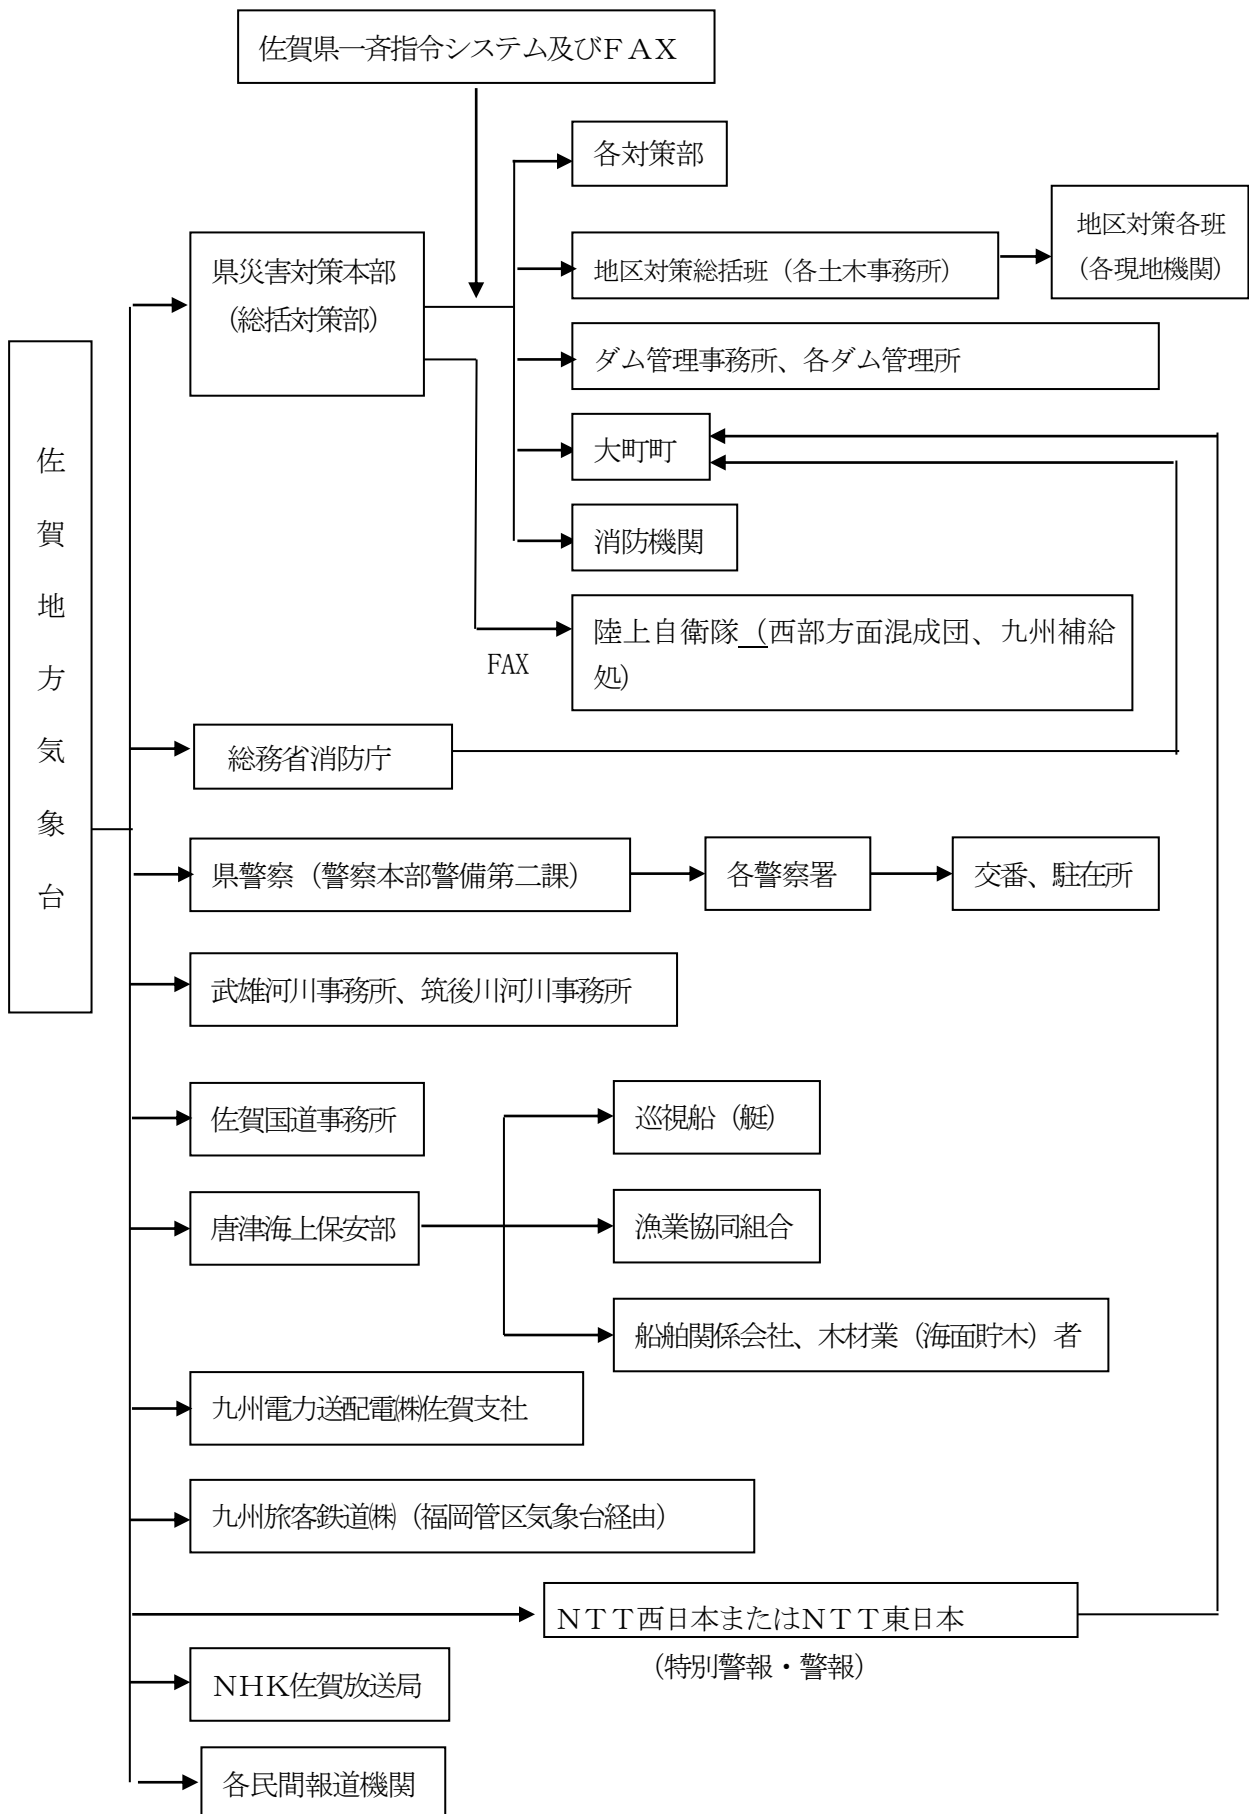 佐賀県一斉指令システム及びＦＡＸ
各対策部
県災害対策本部
（総括対策部）
地区対策総括班（各土木事務所）
地区対策各班
（各現地機関）
ダム管理事務所、各ダム管理所
大町町
消防機関
陸上自衛隊（西部方面混成団、九州補給
処）
FAX
佐賀地方気象台
総務省消防庁
県警察（警察本部警備第二課）
各警察署
交番、駐在所
武雄河川事務所、筑後川河川事務所
佐賀国道事務所
巡視船（艇）
唐津海上保安部
漁業協同組合
船舶関係会社、木材業（海面貯木）者
九州電力送配電㈱佐賀支社
九州旅客鉄道㈱（福岡管区気象台経由）
ＮＴＴ西日本またはＮＴＴ東日本
（特別警報・警報）
ＮＨＫ佐賀放送局
各民間報道機関